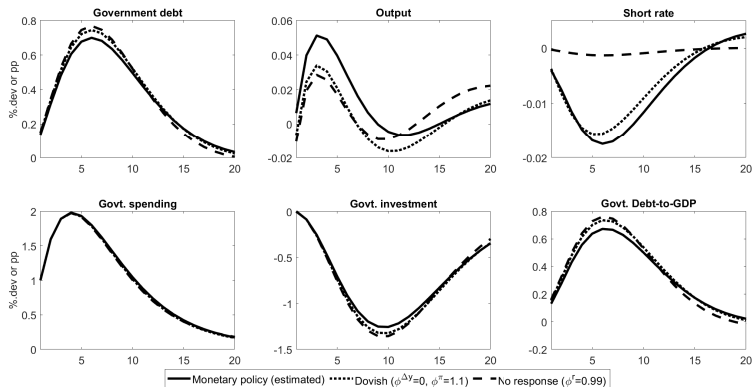 Government debt
Output
Short rate
%.dev or pp
0.8
0.6
0.4
0.2
0
5 10 15 20
0.06
0.04
0.02
0
-0.02
5 10 15 20
0
-0.01
-0.02
5 10 15 20
Govt. spending
Govt. investment
Govt. Debt-to-GDP
%.dev or pp
2
1.5
1
0.5
0
5 10 15 20
0
-0.5
-1
-1.5
5 10 15 20
0.8
0.6
0.4
0.2
0
-0.2
5 10 15 20
Monetary policy (estimated) Dovish (ϕ^Δy=0, ϕ^π=1.1) No response (ϕ^r=0.99)